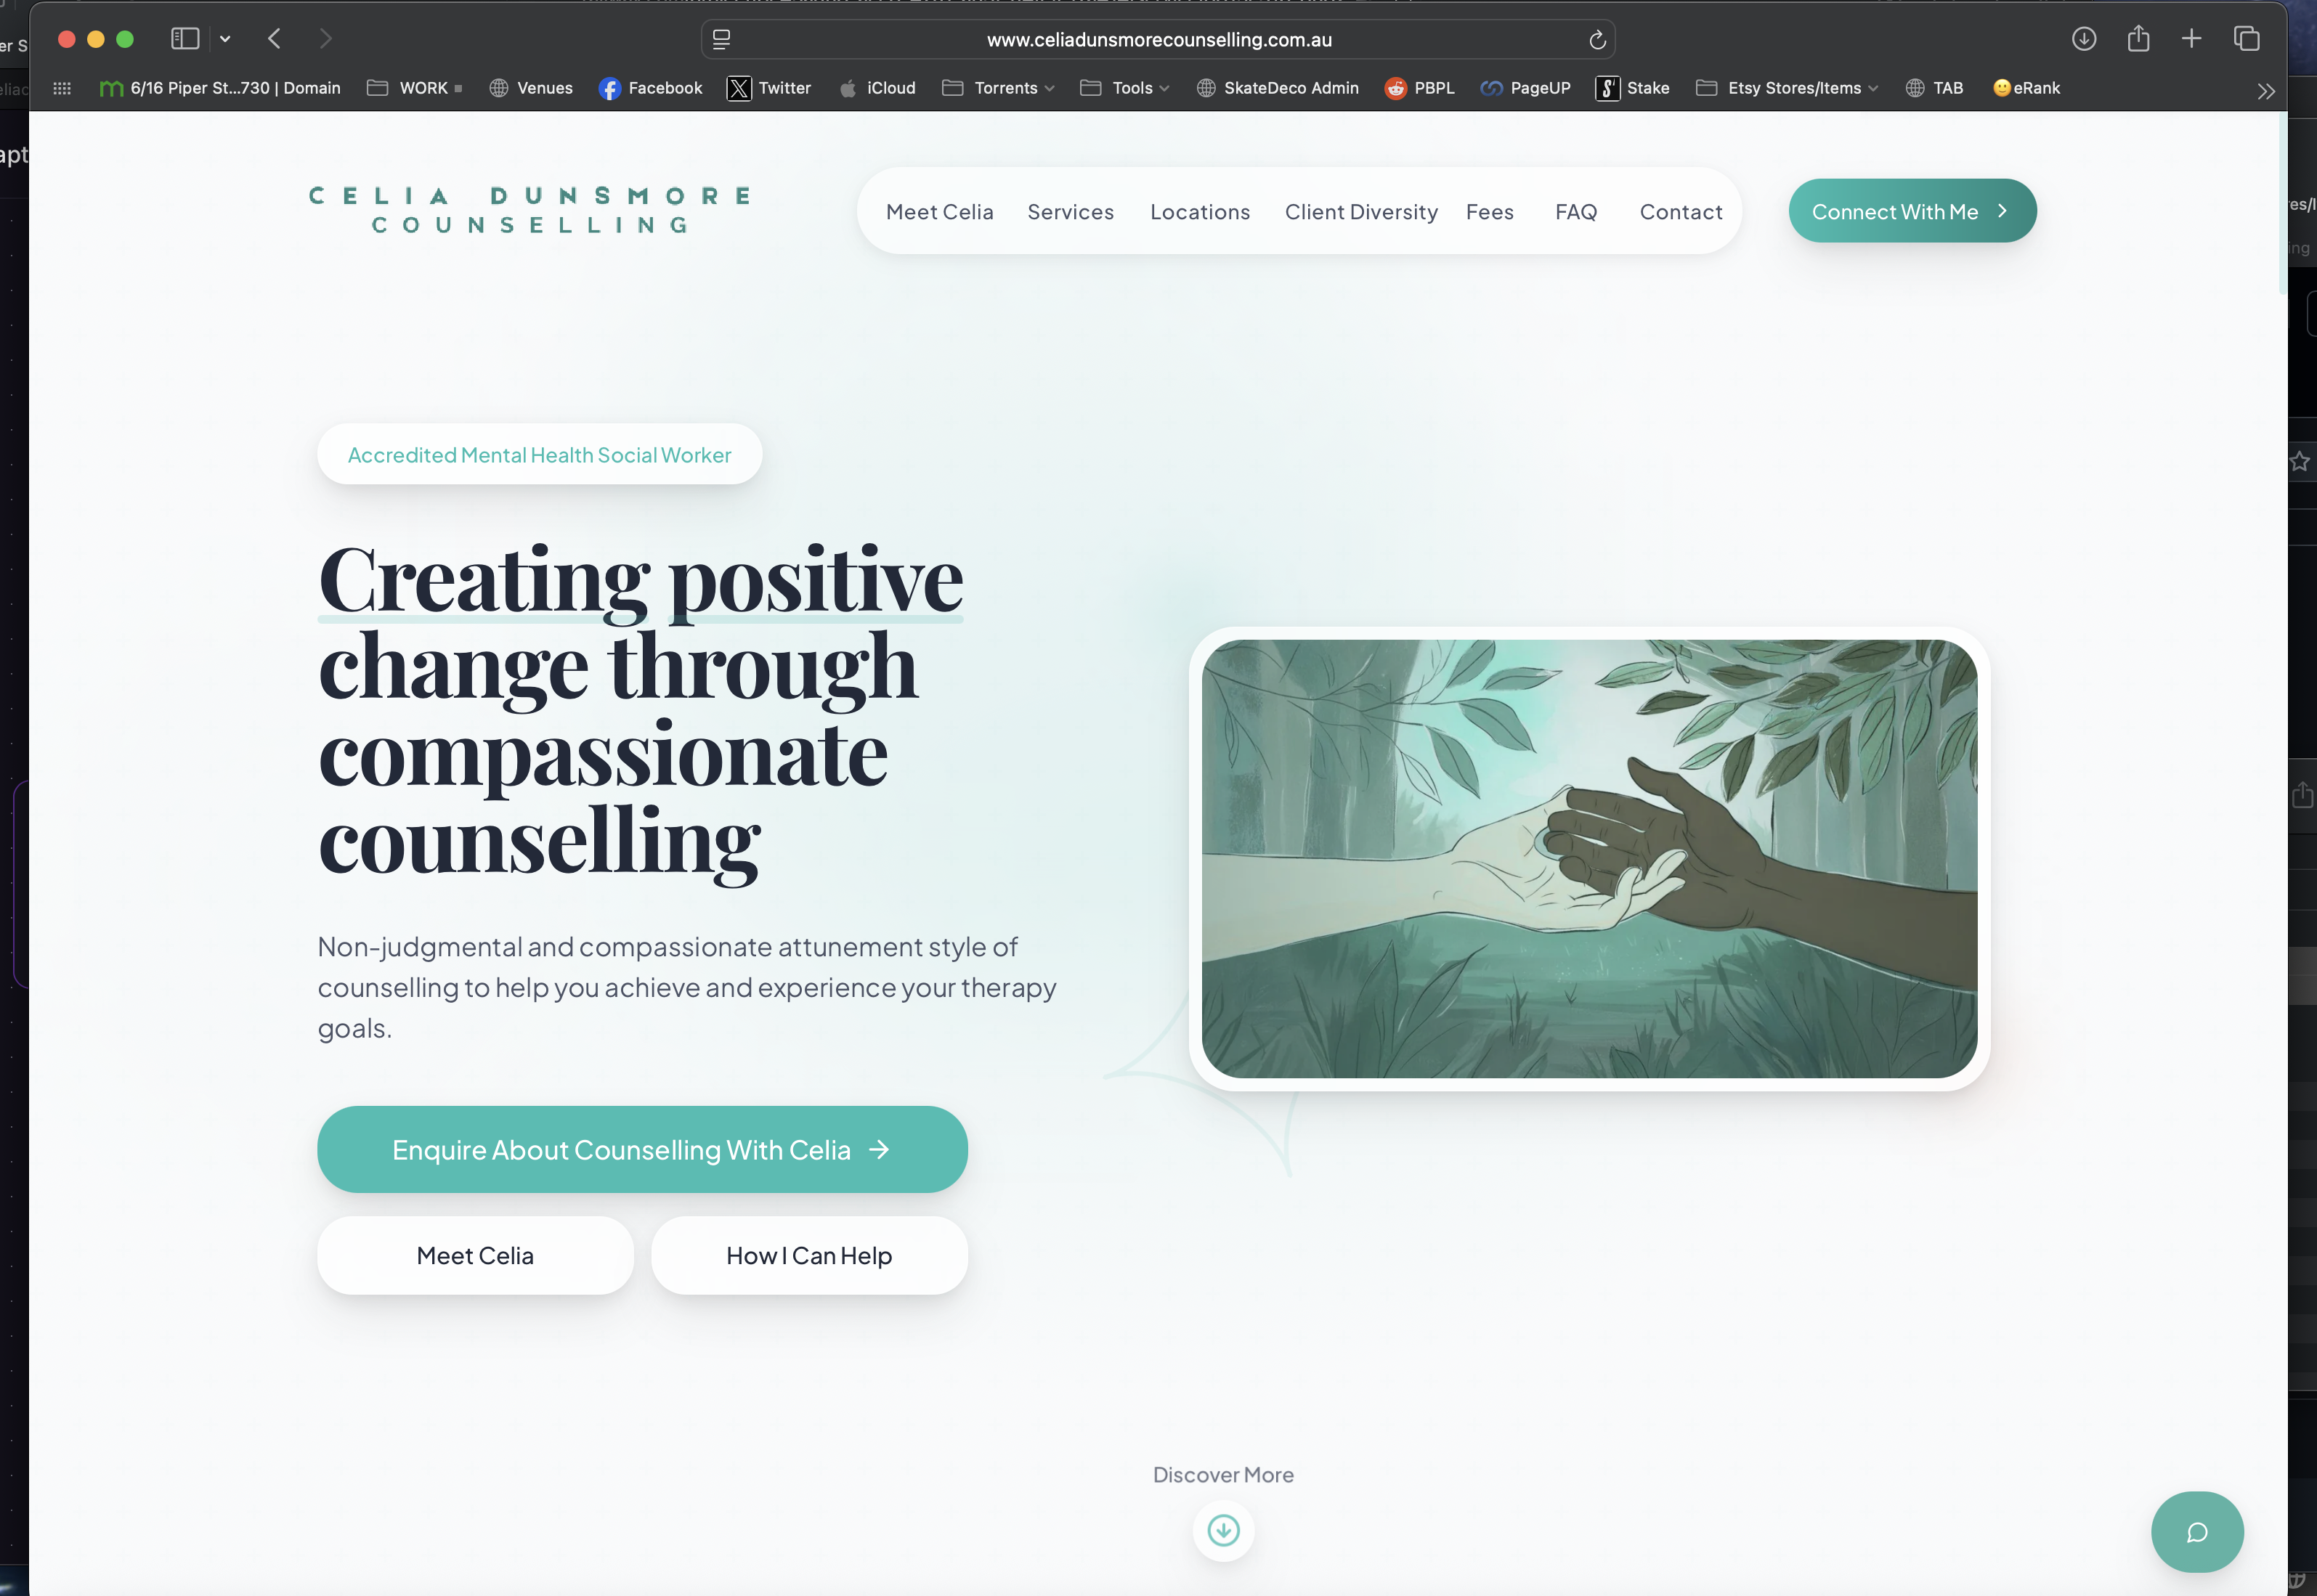 www.celiadunsmorecounselling.com.au
6/16 Piper St...730 | Domain
WORK
Venues
Facebook
Twitter
iCloud
Torrents
Tools
SkateDeco Admin
PBPL
PageUP
Stake
Etsy Stores/Items
TAB
eRank
CELIA DUNSMORE
COUNSELLING
Meet Celia
Services
Locations
Client Diversity
Fees
FAQ
Contact
Connect With Me
Accredited Mental Health Social Worker
Creating positive
change through
compassionate
counselling
Non-judgmental and compassionate attunement style of
counselling to help you achieve and experience your therapy
goals.
Enquire About Counselling With Celia
Meet Celia
How I Can Help
Discover More